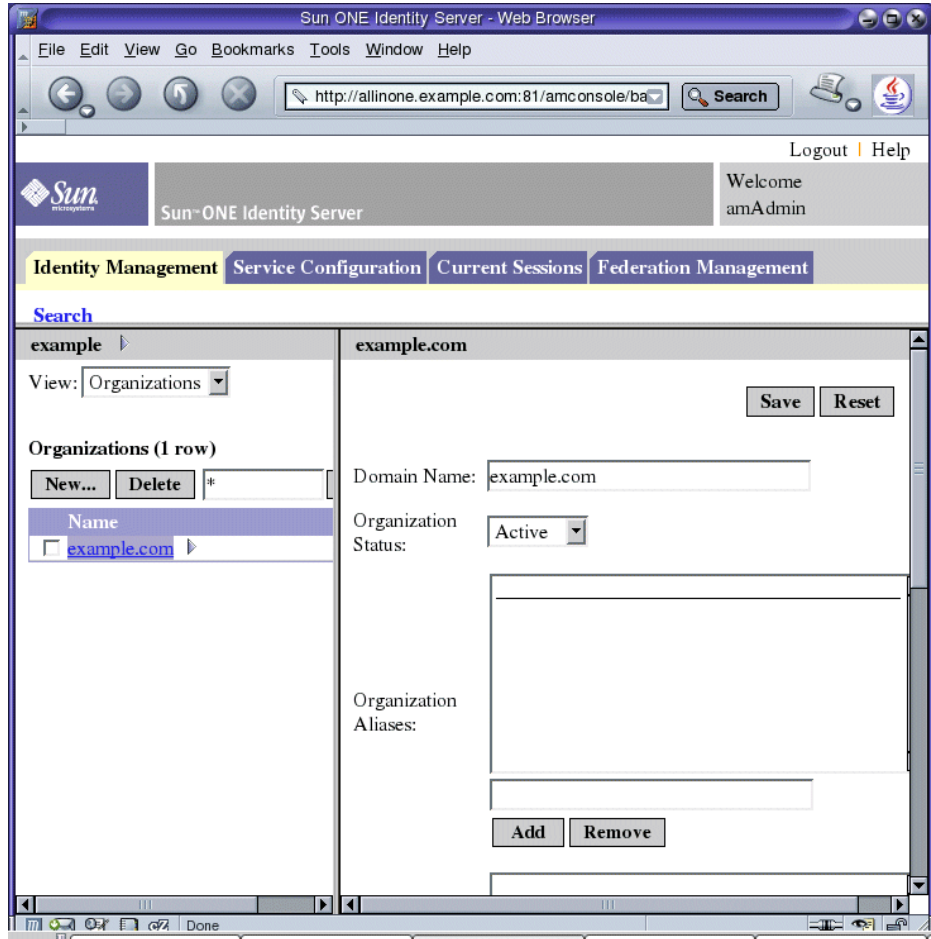 Sun ONE Identity Server - Web Browser
File Edit View Go Bookmarks Tools Window Help
http://allinone.example.com:81/amconsole/ba
Search
Logout | Help
Sun
microsystems
Sun™ ONE Identity Server
Welcome
amAdmin
Identity Management
Service Configuration
Current Sessions
Federation Management
Search
example
View: Organizations
Organizations (1 row)
New... Delete *
Name
example.com
example.com
Save Reset
Domain Name: example.com
Organization
Status:
Active
Organization
Aliases:
Add Remove
Done